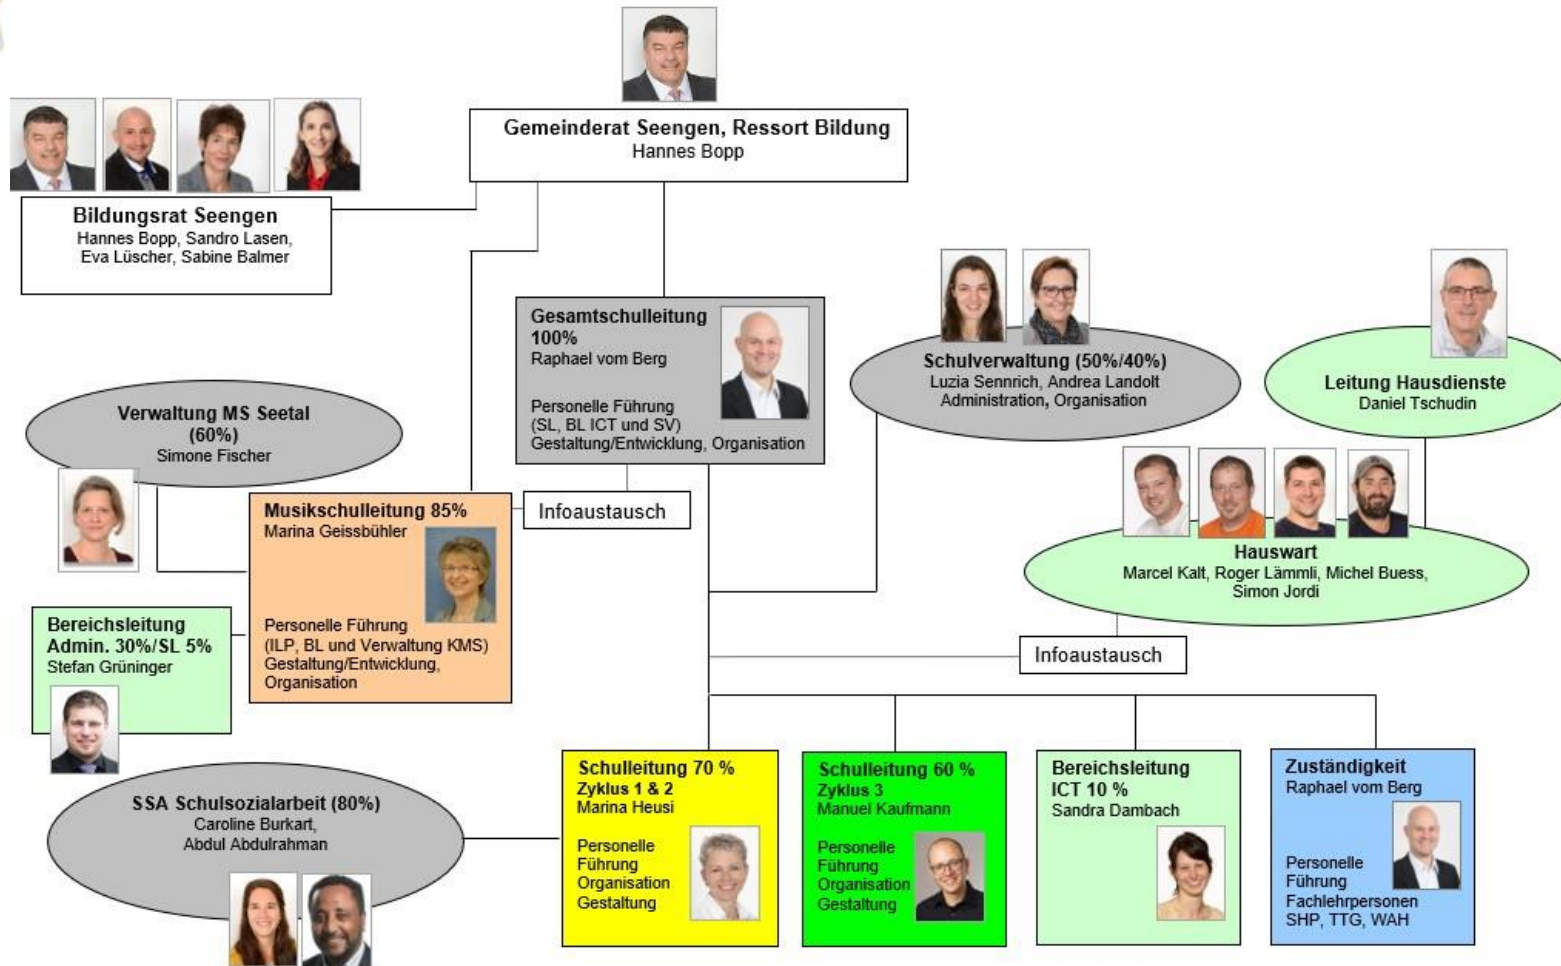 Gemeinderat Seengen, Ressort Bildung
Hannes Bopp
Bildungsrat Seengen
Hannes Bopp, Sandro Lasen,
Eva Lüscher, Sabine Balmer
Gesamtschulleitung
100%
Raphael vom Berg
Personelle Führung
(SL, BL ICT und SV)
Gestaltung/Entwicklung, Organisation
Schulverwaltung (50%/40%)
Luzia Sennrich, Andrea Landolt
Administration, Organisation
Leitung Hausdienste
Daniel Tschudin
Verwaltung MS Seetal
(60%)
Simone Fischer
Musikschulleitung 85%
Marina Geissbühler
Personelle Führung
(ILP, BL und Verwaltung KMS)
Gestaltung/Entwicklung,
Organisation
Infoaustausch
Hauswart
Marcel Kalt, Roger Lämmli, Michel Buess,
Simon Jordi
Bereichsleitung
Admin. 30%/SL 5%
Stefan Grüninger
Infoaustausch
SSA Schulsozialarbeit (80%)
Caroline Burkart,
Abdul Abdulrahman
Schulleitung 70 %
Zyklus 1 & 2
Marina Heusi
Personelle
Führung
Organisation
Gestaltung
Schulleitung 60 %
Zyklus 3
Manuel Kaufmann
Personelle
Führung
Organisation
Gestaltung
Bereichsleitung
ICT 10 %
Sandra Dambach
Zuständigkeit
Raphael vom Berg
Personelle
Führung
Fachlehrpersonen
SHP, TTG, WAH